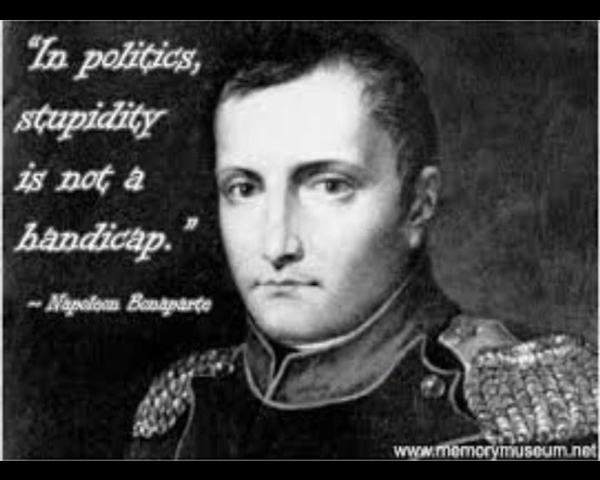 “In politics,
stupidity
is not a
handicap.”
~ Napoleon Bonaparte
www.memorymuseum.net